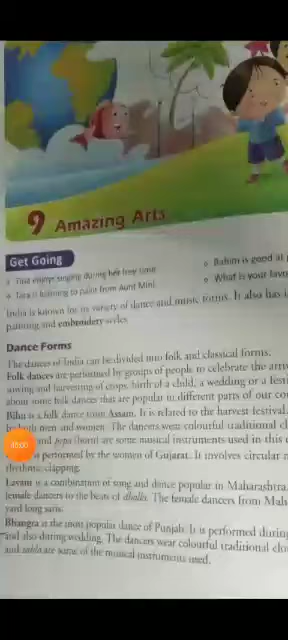 9 Amazing Arts
Get Going
Tina enjoys singing during her free time
Tara is learning to paint from Aunt Mini
Rahim is good at
What is your favo
India is known for its variety of dance and music forms. It also has
painting and embroidery styles
Dance Forms
The dances of India can be divided into folk and classical forms.
Folk dances are performed by groups of people to celebrate the arri
sowing and harvesting of crops, birth of a child, a wedding or a festi
about some folk dances that are popular in different parts of our cou
Bihu is a folk dance from Assam. It is related to the harvest festival.
by both men and women. The dancers wear colourful traditional cl
and pepa (horn) are some musical instruments used in this
performed by the women of Gujarat. It involves circular m
rhythmic clapping.
Lavani is a combination of song and dance popular in Maharashtra.
female dancers to the beats of dholki. The female dancers from Mah
yard long saris.
Bhangra is the most popular dance of Punjab. It is performed during
and also during wedding. The dancers wear colourful traditional clo
and tabla are some of the musical instruments used.